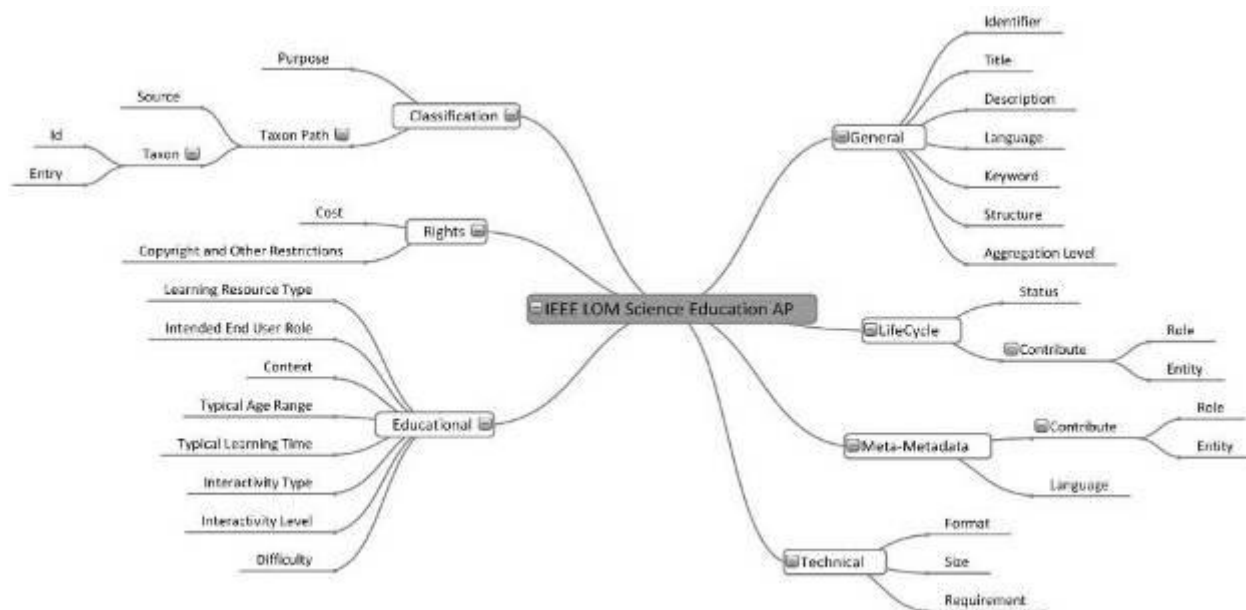 Identifier
Title
Description
Language
Keyword
Structure
Aggregation Level
General
Purpose
Source
Id
Entry
Taxon
Taxon Path
Classification
Cost
Copyright and Other Restrictions
Rights
IEEE LOM Science Education AP
Status
LifeCycle
Contribute
Role
Entity
Learning Resource Type
Intended End User Role
Context
Typical Age Range
Typical Learning Time
Interactivity Type
Interactivity Level
Difficulty
Educational
Meta-Metadata
Contribute
Role
Entity
Language
Technical
Format
Size
Requirement